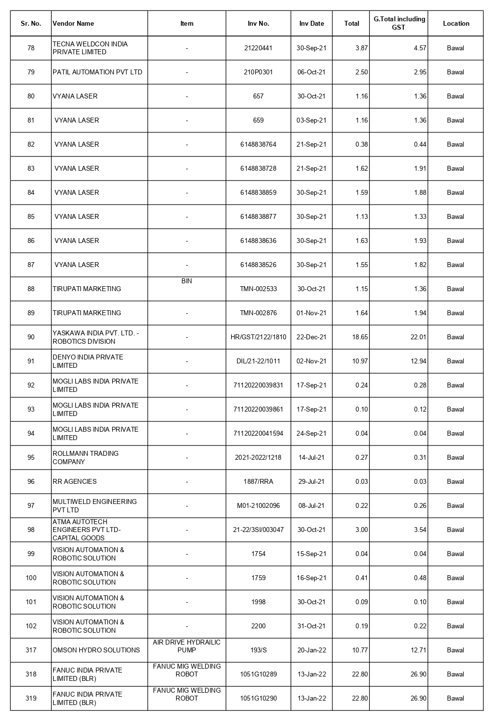 Sr. No. Vendor Name Item Inv No. Inv Date Total G.Total including GST Location
78 TECNA WELDCON INDIA PRIVATE LIMITED - 21220441 30-Sep-21 3.87 4.57 Bawal
79 PATIL AUTOMATION PVT LTD - 210P0301 06-Oct-21 2.50 2.95 Bawal
80 VYANA LASER - 657 30-Oct-21 1.16 1.36 Bawal
81 VYANA LASER - 659 03-Sep-21 1.16 1.36 Bawal
82 VYANA LASER - 6148838764 21-Sep-21 0.38 0.44 Bawal
83 VYANA LASER - 6148838728 21-Sep-21 1.62 1.91 Bawal
84 VYANA LASER - 6148838859 30-Sep-21 1.59 1.88 Bawal
85 VYANA LASER - 6148838877 30-Sep-21 1.13 1.33 Bawal
86 VYANA LASER - 6148838636 30-Sep-21 1.63 1.93 Bawal
87 VYANA LASER - 6148838526 30-Sep-21 1.55 1.82 Bawal
88 TIRUPATI MARKETING BIN TMN-002533 30-Oct-21 1.15 1.36 Bawal
89 TIRUPATI MARKETING - TMN-002876 01-Nov-21 1.64 1.94 Bawal
90 YASKAWA INDIA PVT. LTD. - ROBOTICS DIVISION - HR/GST/2122/1810 22-Dec-21 18.65 22.01 Bawal
91 DENYO INDIA PRIVATE LIMITED - DIL/21-22/1011 02-Nov-21 10.97 12.94 Bawal
92 MOGLI LABS INDIA PRIVATE LIMITED - 71120220039831 17-Sep-21 0.24 0.28 Bawal
93 MOGLI LABS INDIA PRIVATE LIMITED - 71120220039861 17-Sep-21 0.10 0.12 Bawal
94 MOGLI LABS INDIA PRIVATE LIMITED - 71120220041594 24-Sep-21 0.04 0.04 Bawal
95 ROLLMANN TRADING COMPANY - 2021-2022/1218 14-Jul-21 0.27 0.31 Bawal
96 RR AGENCIES - 1887/RRA 29-Jul-21 0.03 0.03 Bawal
97 MULTIWELD ENGINEERING PVT LTD - M01-21002096 08-Jul-21 0.22 0.26 Bawal
98 ATMA AUTOTECH ENGINEERS PVT LTD-CAPITAL GOODS - 21-22/3SI/003047 30-Oct-21 3.00 3.54 Bawal
99 VISION AUTOMATION & ROBOTIC SOLUTION - 1754 15-Sep-21 0.04 0.04 Bawal
100 VISION AUTOMATION & ROBOTIC SOLUTION - 1759 16-Sep-21 0.41 0.48 Bawal
101 VISION AUTOMATION & ROBOTIC SOLUTION - 1998 30-Oct-21 0.09 0.10 Bawal
102 VISION AUTOMATION & ROBOTIC SOLUTION - 2200 31-Oct-21 0.19 0.22 Bawal
317 OMSON HYDRO SOLUTIONS AIR DRIVE HYDRAILIC PUMP 193/S 20-Jan-22 10.77 12.71 Bawal
318 FANUC INDIA PRIVATE LIMITED (BLR) FANUC MIG WELDING ROBOT 1051G10289 13-Jan-22 22.80 26.90 Bawal
319 FANUC INDIA PRIVATE LIMITED (BLR) FANUC MIG WELDING ROBOT 1051G10290 13-Jan-22 22.80 26.90 Bawal